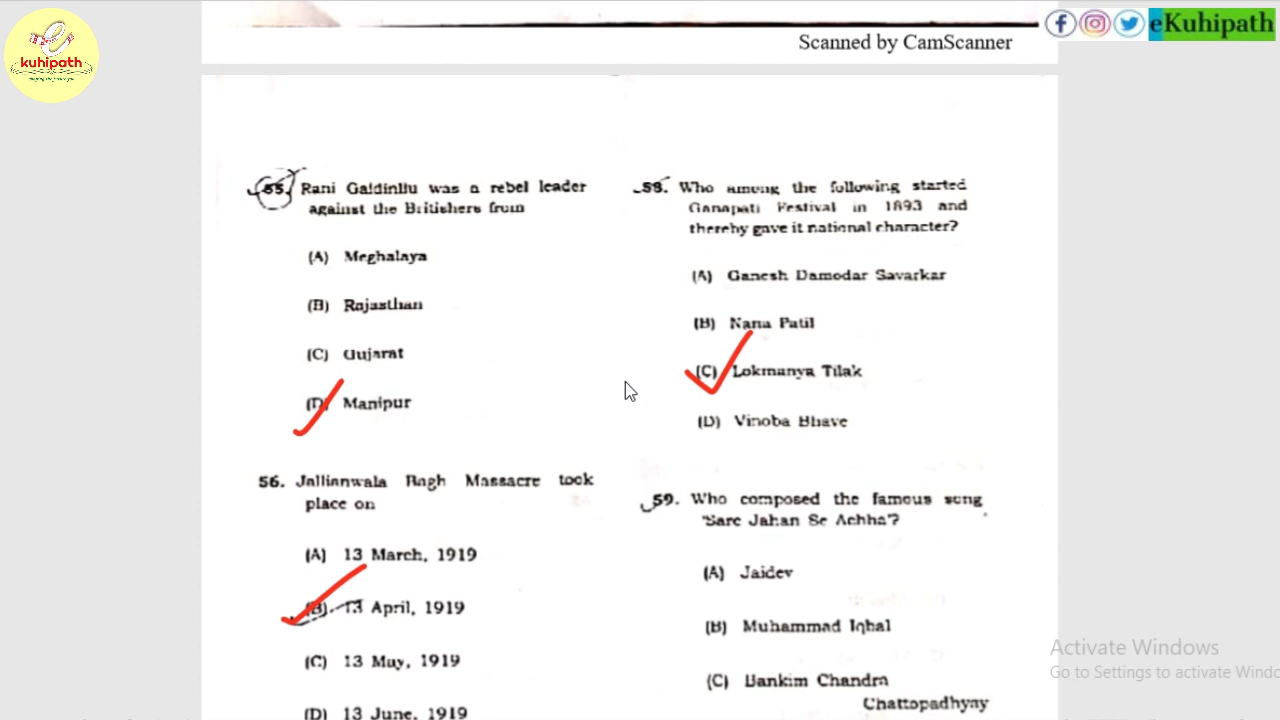 Scanned by CamScanner
eKuhipath
kuhipath
55. Rani Gaidinliu was a rebel leader
against the Britishers from
(A) Meghalaya
(B) Rajasthan
(C) Gujarat
(D) Manipur
56. Jallianwala Bagh Massacre took
place on
(A) 13 March, 1919
(B) 13 April, 1919
(C) 13 May, 1919
(D) 13 June, 1919
58. Who among the following started
Ganapati Festival in 1893 and
thereby gave it national character?
(A) Ganesh Damodar Savarkar
(B) Nana Patil
(C) Lokmanya Tilak
(D) Vinoba Bhave
59. Who composed the famous song
'Sare Jahan Se Achha'?
(A) Jaidev
(B) Muhammad Iqbal
(C) Bankim Chandra
Chattopadhyay
Activate Windows
Go to Settings to activate Windo